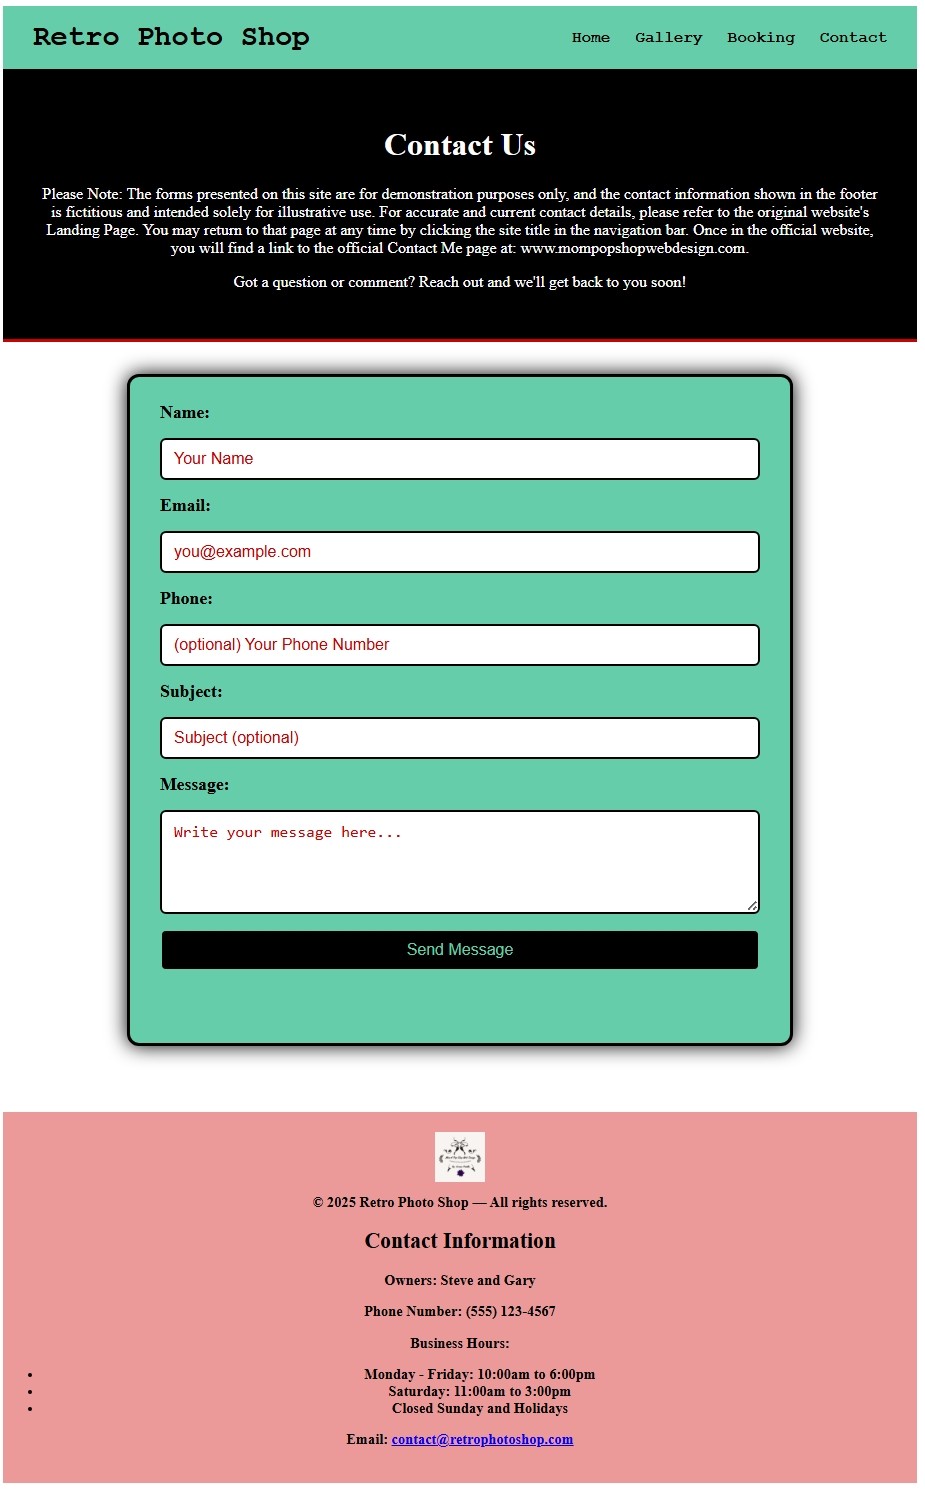 Retro Photo Shop
Home Gallery Booking Contact
Contact Us
Please Note: The forms presented on this site are for demonstration purposes only, and the contact information shown in the footer
is fictitious and intended solely for illustrative use. For accurate and current contact details, please refer to the original website's
Landing Page. You may return to that page at any time by clicking the site title in the navigation bar. Once in the official website,
you will find a link to the official Contact Me page at: www.mompopshopwebdesign.com.
Got a question or comment? Reach out and we'll get back to you soon!
Name:
Your Name
Email:
you@example.com
Phone:
(optional) Your Phone Number
Subject:
Subject (optional)
Message:
Write your message here...
Send Message
© 2025 Retro Photo Shop — All rights reserved.
Contact Information
Owners: Steve and Gary
Phone Number: (555) 123-4567
Business Hours:
• Monday - Friday: 10:00am to 6:00pm
• Saturday: 11:00am to 3:00pm
• Closed Sunday and Holidays
Email: contact@retrophotoshop.com